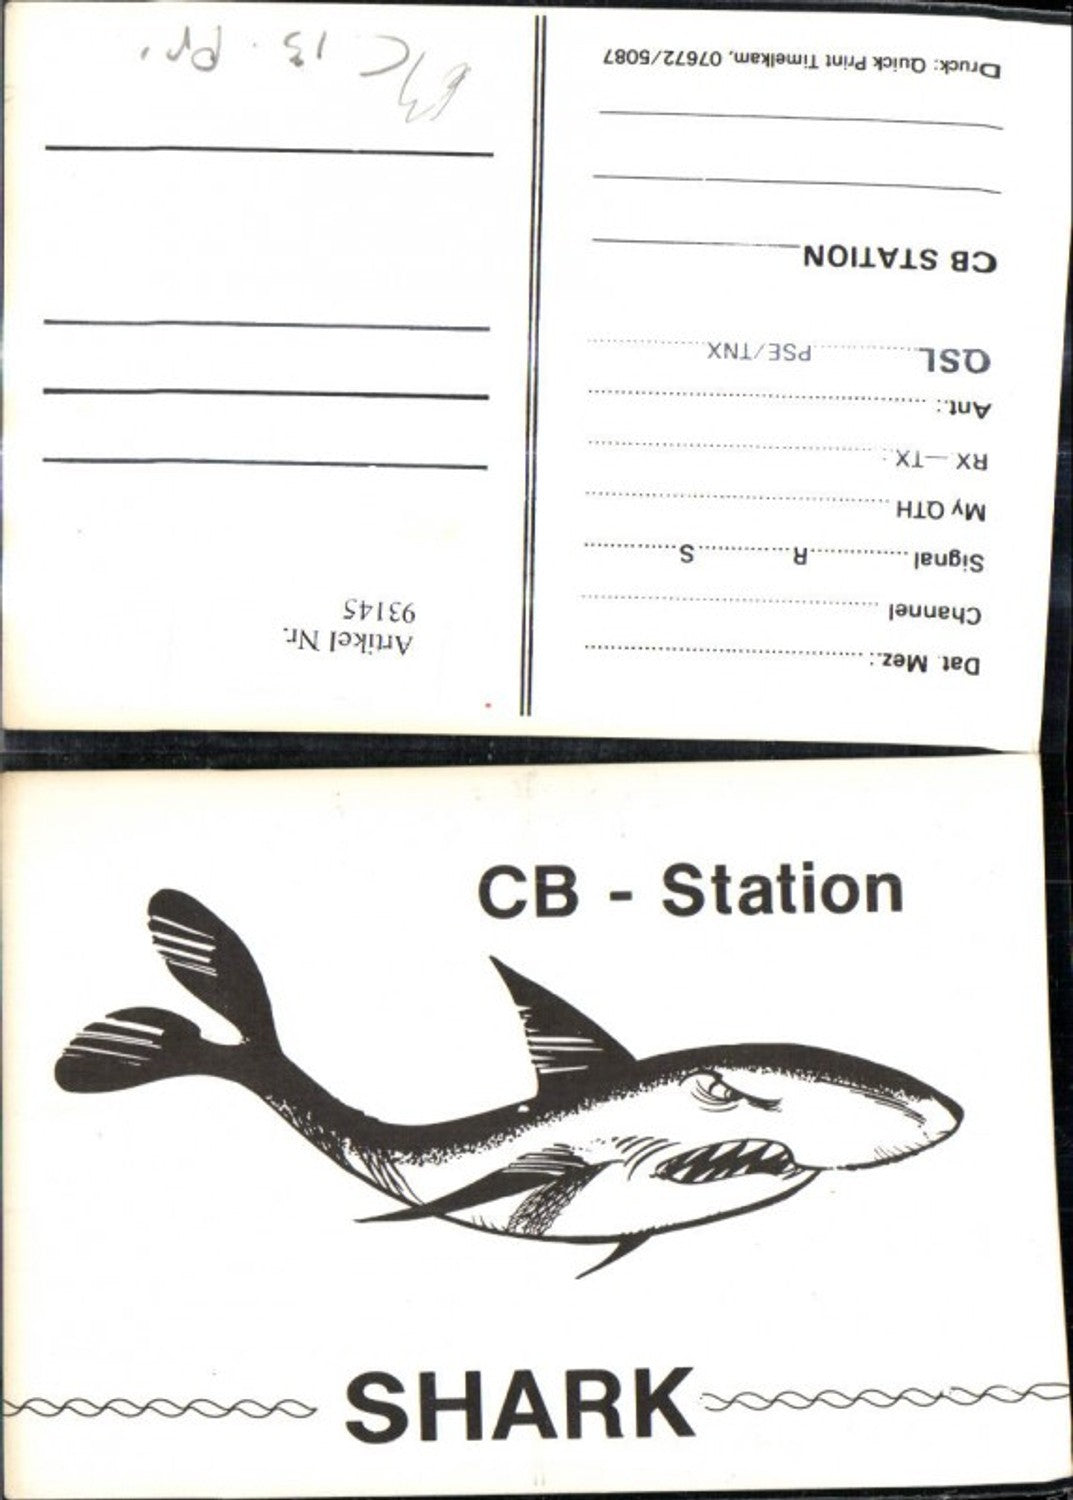 Dat. Mez.:
Channel
Signal R S
My QTH
RX—TX :
Ant.:
QSL PSE/TNX
CB STATION
Druck: Quick Print Timelkam, 07672/5087
Artikel Nr.
93145
CB - Station
SHARK